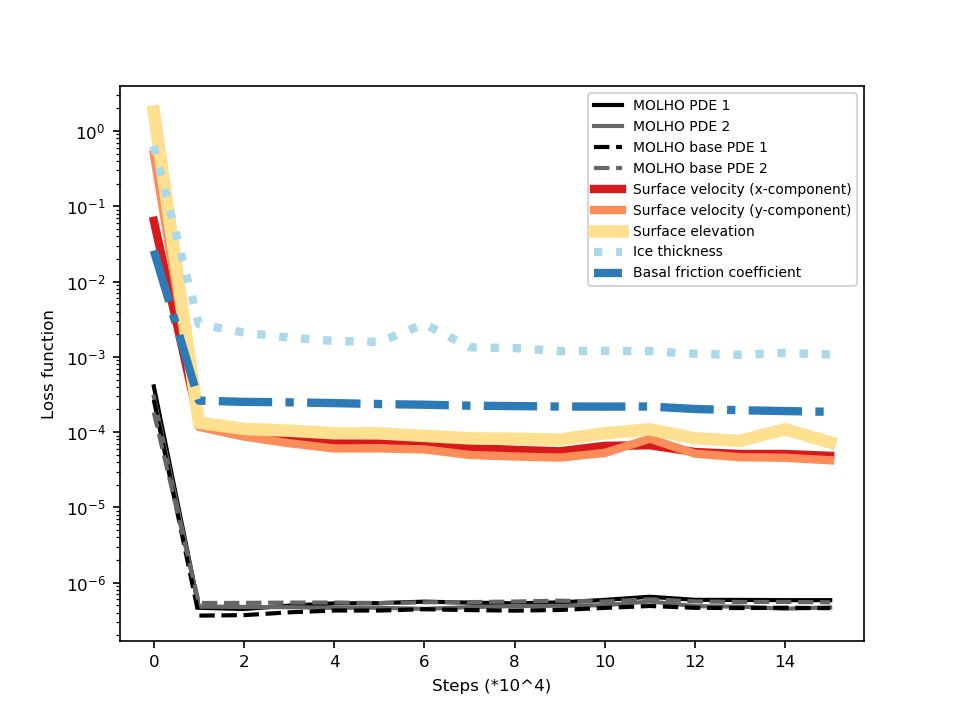 10⁰
10⁻¹
10⁻²
10⁻³
10⁻⁴
10⁻⁵
10⁻⁶
Loss function
MOLHO PDE 1
MOLHO PDE 2
MOLHO base PDE 1
MOLHO base PDE 2
Surface velocity (x-component)
Surface velocity (y-component)
Surface elevation
Ice thickness
Basal friction coefficient
0 2 4 6 8 10 12 14
Steps (*10^4)